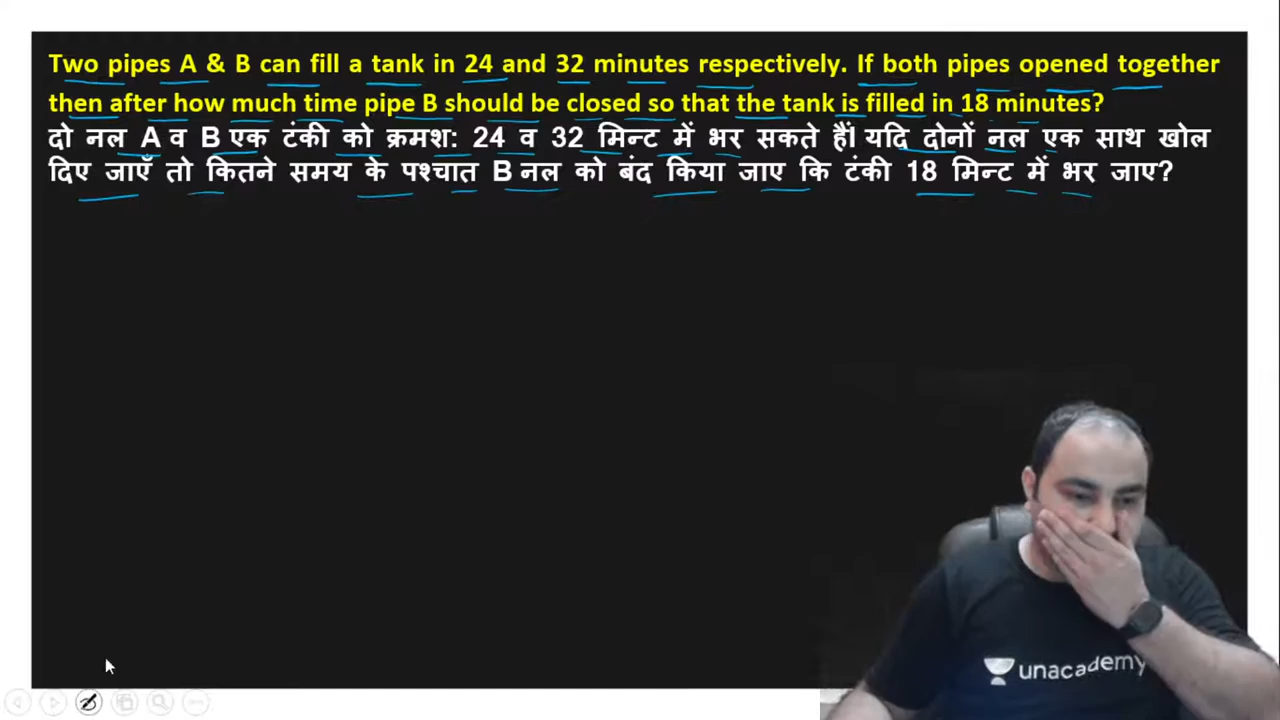 Two pipes A & B can fill a tank in 24 and 32 minutes respectively. If both pipes opened together
then after how much time pipe B should be closed so that the tank is filled in 18 minutes?
दो नल A व B एक टंकी को क्रमश: 24 व 32 मिन्ट में भर सकते हैं। यदि दोनों नल एक साथ खोल
दिए जाएँ तो कितने समय के पश्चात B नल को बंद किया जाए कि टंकी 18 मिन्ट में भर जाए?
unacademy